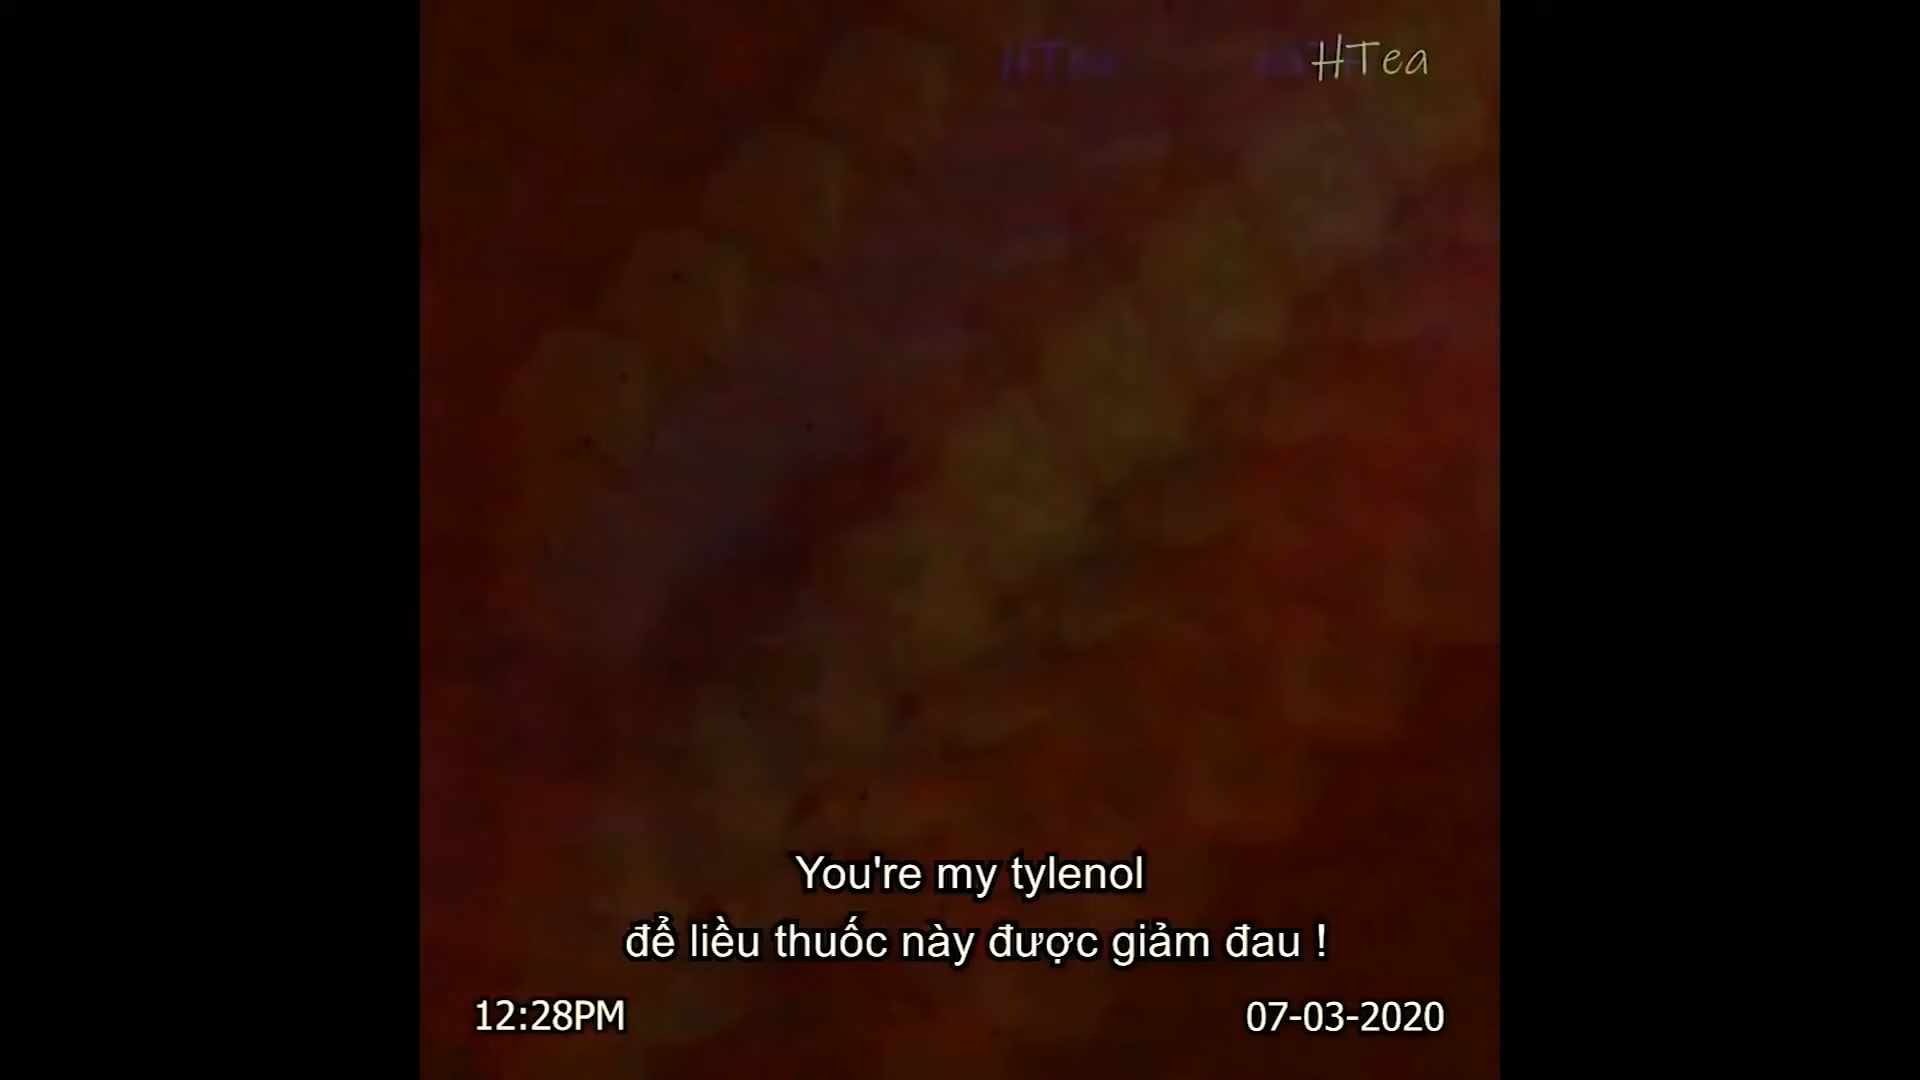 HTea
You're my tylenol
để liều thuốc này được giảm đau !
12:28PM
07-03-2020